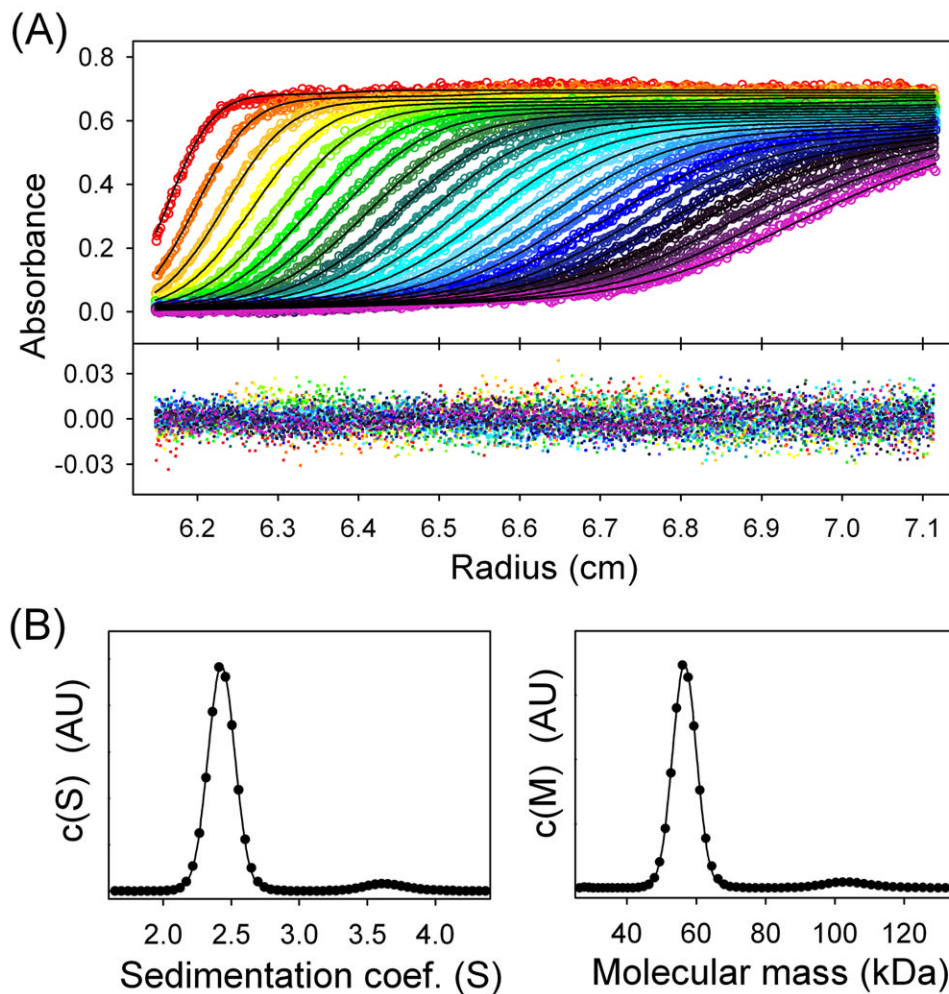 (A)
0.8
0.6
0.4
0.2
0.0
Absorbance
0.03
0.00
-0.03
6.2 6.3 6.4 6.5 6.6 6.7 6.8 6.9 7.0 7.1
Radius (cm)
(B)
c(S) (AU)
2.0 2.5 3.0 3.5 4.0
Sedimentation coef. (S)
c(M) (AU)
40 60 80 100 120
Molecular mass (kDa)